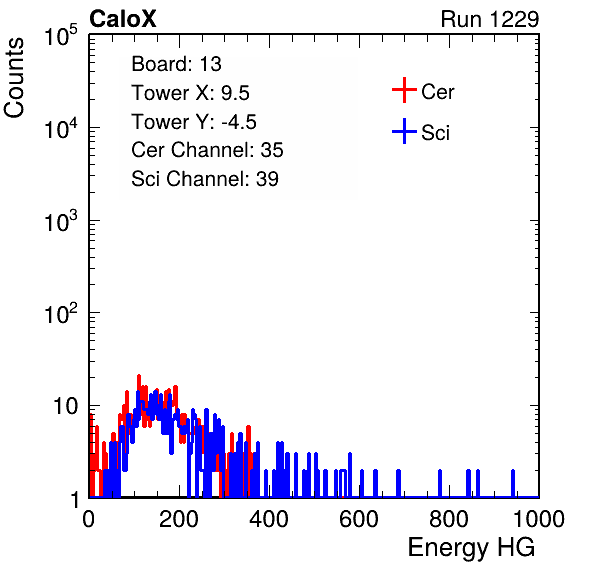 CaloX Run 1229
Counts
10^5
10^4
10^3
10^2
10
1
Board: 13
Tower X: 9.5
Tower Y: -4.5
Cer Channel: 35
Sci Channel: 39
Cer
Sci
0 200 400 600 800 1000
Energy HG